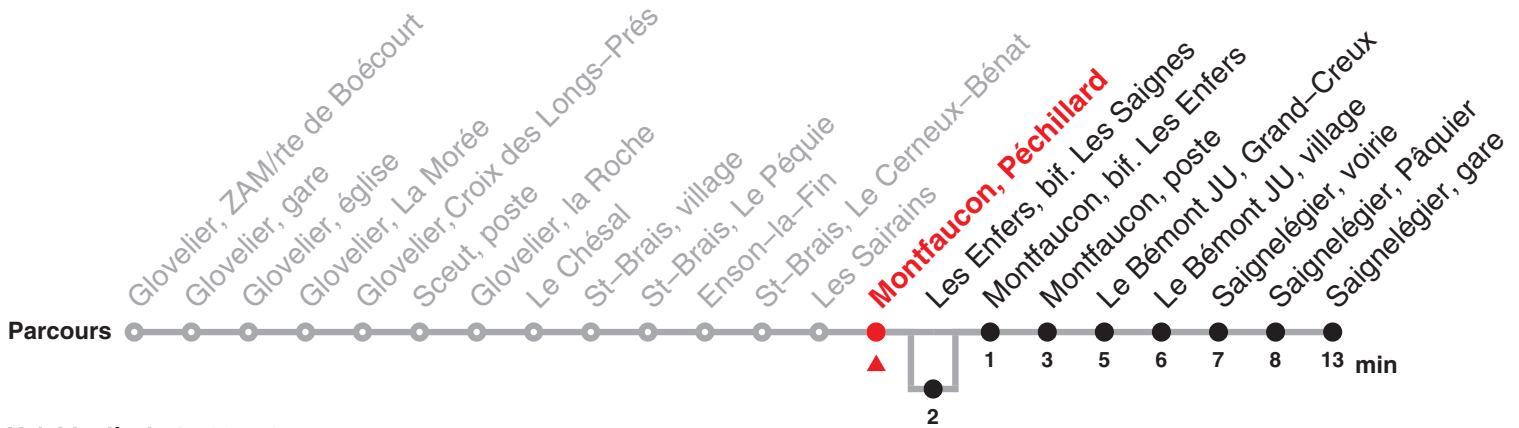 Glovelier, ZAM/rte de Boécourt
Glovelier, gare
Glovelier, église
Glovelier, La Morée
Glovelier, Croix des Longs–Prés
Sceut, poste
Glovelier, la Roche
Le Chésal
St–Brais, village
St–Brais, Le Péquie
Enson–la–Fin
St–Brais, Le Cerneux–Bénat
Les Sairains
Montfaucon, Péchillard
Les Enfers, bif. Les Saignes
Montfaucon, bif. Les Enfers
Montfaucon, poste
Le Bémont JU, Grand–Creux
Le Bémont JU, village
Saignelégier, voirie
Saignelégier, Pâquier
Saignelégier, gare
Parcours
1 3 5 6 7 8 13 min
2